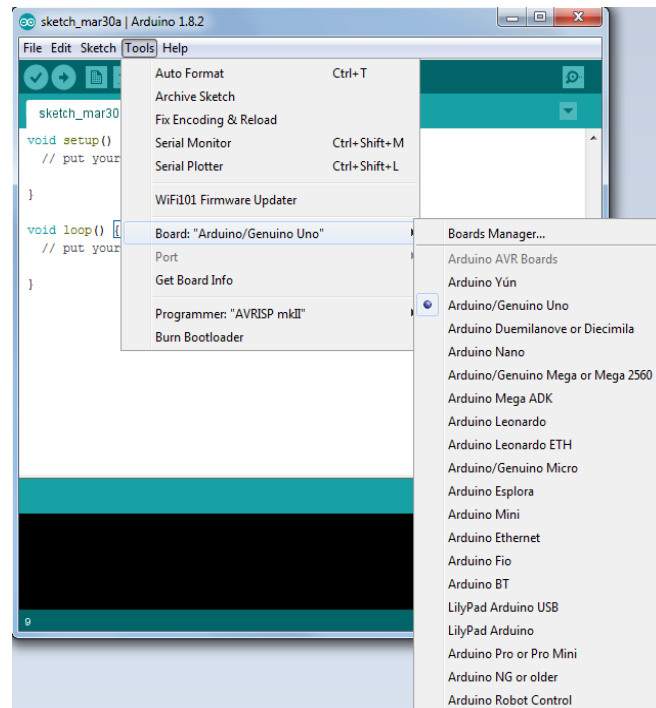 sketch_mar30a | Arduino 1.8.2
File Edit Sketch Tools Help
sketch_mar30
void setup()
// put your
}
void loop() {
// put your
}
9
Auto Format Ctrl+T
Archive Sketch
Fix Encoding & Reload
Serial Monitor Ctrl+Shift+M
Serial Plotter Ctrl+Shift+L
WiFi101 Firmware Updater
Board: "Arduino/Genuino Uno"
Port
Get Board Info
Programmer: "AVRISP mkII"
Burn Bootloader
Boards Manager...
Arduino AVR Boards
Arduino Yún
Arduino/Genuino Uno
Arduino Duemilanove or Diecimila
Arduino Nano
Arduino/Genuino Mega or Mega 2560
Arduino Mega ADK
Arduino Leonardo
Arduino Leonardo ETH
Arduino/Genuino Micro
Arduino Esplora
Arduino Mini
Arduino Ethernet
Arduino Fio
Arduino BT
LilyPad Arduino USB
LilyPad Arduino
Arduino Pro or Pro Mini
Arduino NG or older
Arduino Robot Control